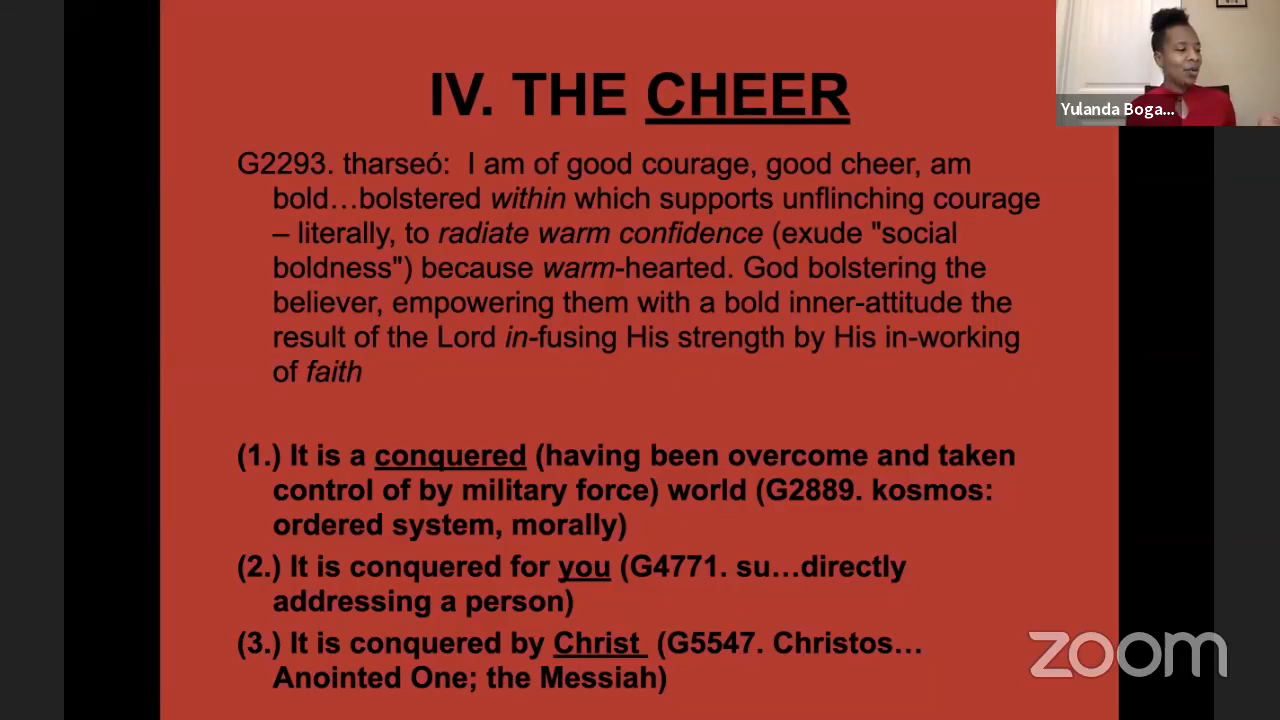 IV. THE CHEER
Yulanda Boga...
G2293. tharseó: I am of good courage, good cheer, am
bold…bolstered within which supports unflinching courage
– literally, to radiate warm confidence (exude "social
boldness") because warm-hearted. God bolstering the
believer, empowering them with a bold inner-attitude the
result of the Lord in-fusing His strength by His in-working
of faith
(1.) It is a conquered (having been overcome and taken
control of by military force) world (G2889. kosmos:
ordered system, morally)
(2.) It is conquered for you (G4771. su…directly
addressing a person)
(3.) It is conquered by Christ (G5547. Christos…
Anointed One; the Messiah)
zoom